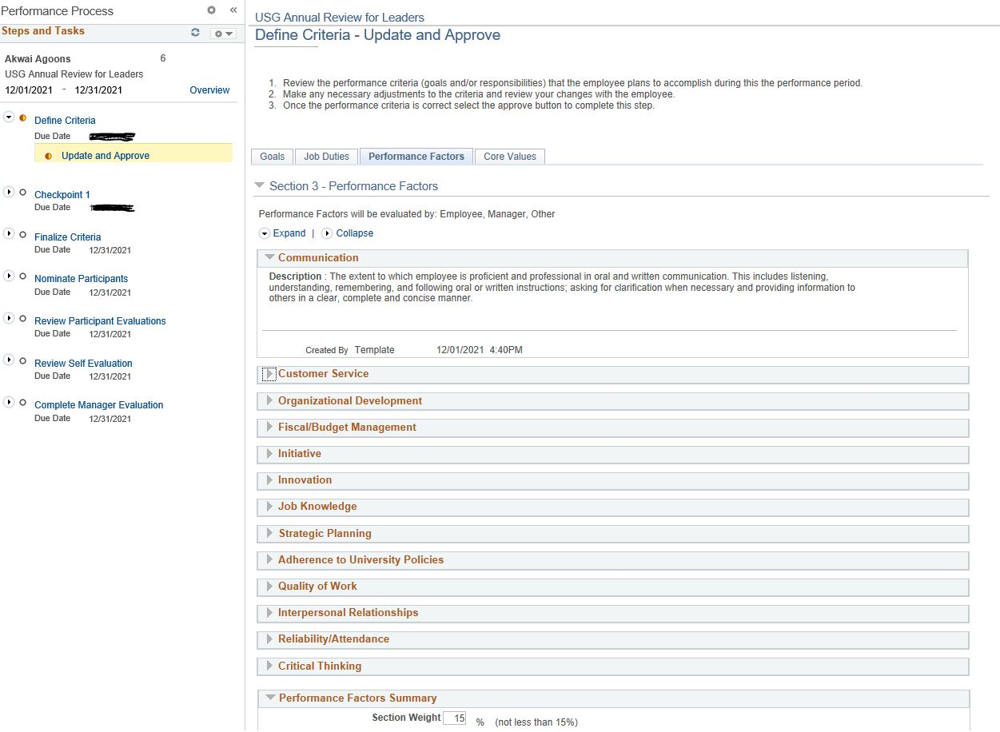 Performance Process
Steps and Tasks
Akwai Agoons 6
USG Annual Review for Leaders
12/01/2021 - 12/31/2021 Overview
Define Criteria
Due Date
Update and Approve
Checkpoint 1
Due Date
Finalize Criteria
Due Date 12/31/2021
Nominate Participants
Due Date 12/31/2021
Review Participant Evaluations
Due Date 12/31/2021
Review Self Evaluation
Due Date 12/31/2021
Complete Manager Evaluation
Due Date 12/31/2021
USG Annual Review for Leaders
Define Criteria - Update and Approve
1. Review the performance criteria (goals and/or responsibilities) that the employee plans to accomplish during this the performance period.
2. Make any necessary adjustments to the criteria and review your changes with the employee.
3. Once the performance criteria is correct select the approve button to complete this step.
Goals Job Duties Performance Factors Core Values
Section 3 - Performance Factors
Performance Factors will be evaluated by: Employee, Manager, Other
Expand | Collapse
Communication
Description : The extent to which employee is proficient and professional in oral and written communication. This includes listening,
understanding, remembering, and following oral or written instructions; asking for clarification when necessary and providing information to
others in a clear, complete and concise manner.
Created By Template 12/01/2021 4:40PM
Customer Service
Organizational Development
Fiscal/Budget Management
Initiative
Innovation
Job Knowledge
Strategic Planning
Adherence to University Policies
Quality of Work
Interpersonal Relationships
Reliability/Attendance
Critical Thinking
Performance Factors Summary
Section Weight 15 % (not less than 15%)